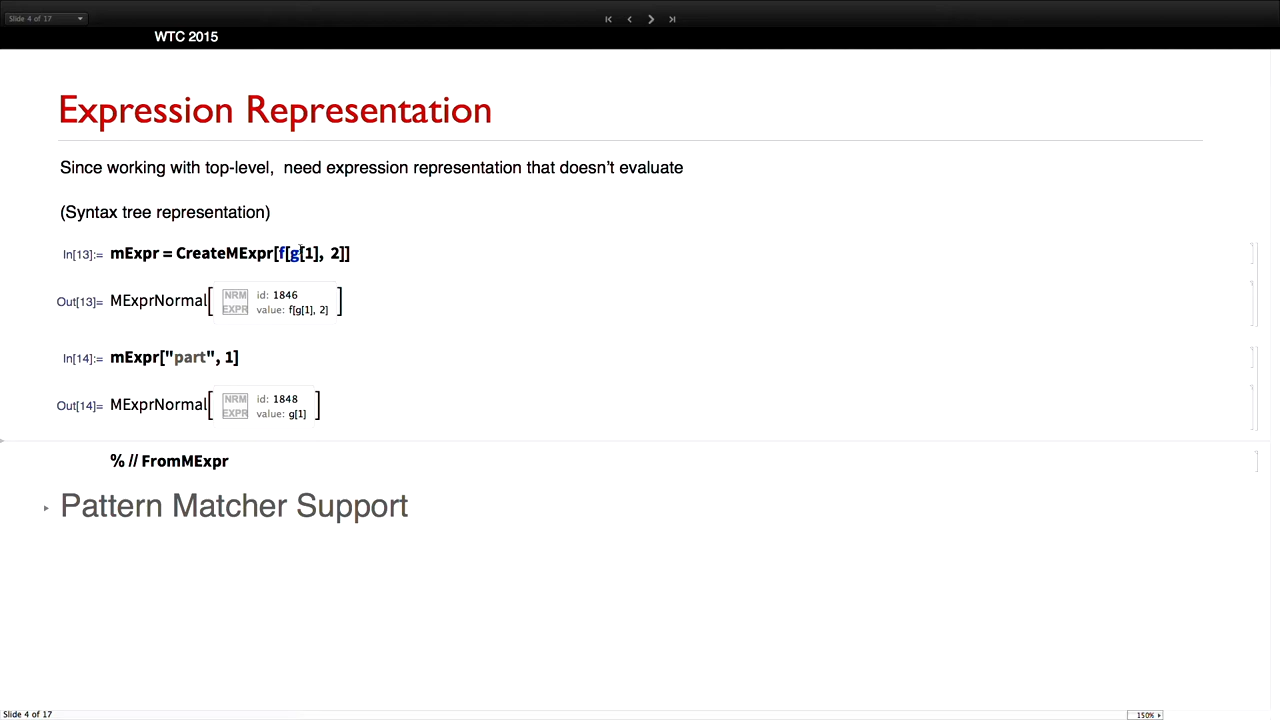 Slide 4 of 17
WTC 2015
Expression Representation
Since working with top-level, need expression representation that doesn't evaluate
(Syntax tree representation)
In[13]:= mExpr = CreateMExpr[f[g[1], 2]]
Out[13]= MExprNormal[ NRM EXPR id: 1846 value: f[g[1], 2] ]
In[14]:= mExpr["part", 1]
Out[14]= MExprNormal[ NRM EXPR id: 1848 value: g[1] ]
% // FromMExpr
Pattern Matcher Support
Slide 4 of 17
150%